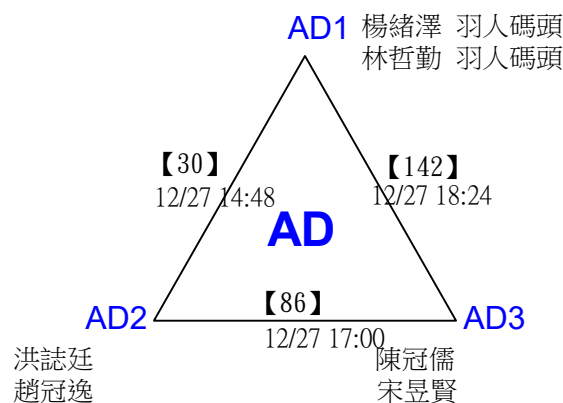 AD1 楊緒澤 羽人碼頭
林哲勤 羽人碼頭
【30】
12/27 14:48
【142】
12/27 18:24
AD
【86】
12/27 17:00
AD2
AD3
洪誌廷
趙冠逸
陳冠儒
宋昱賢